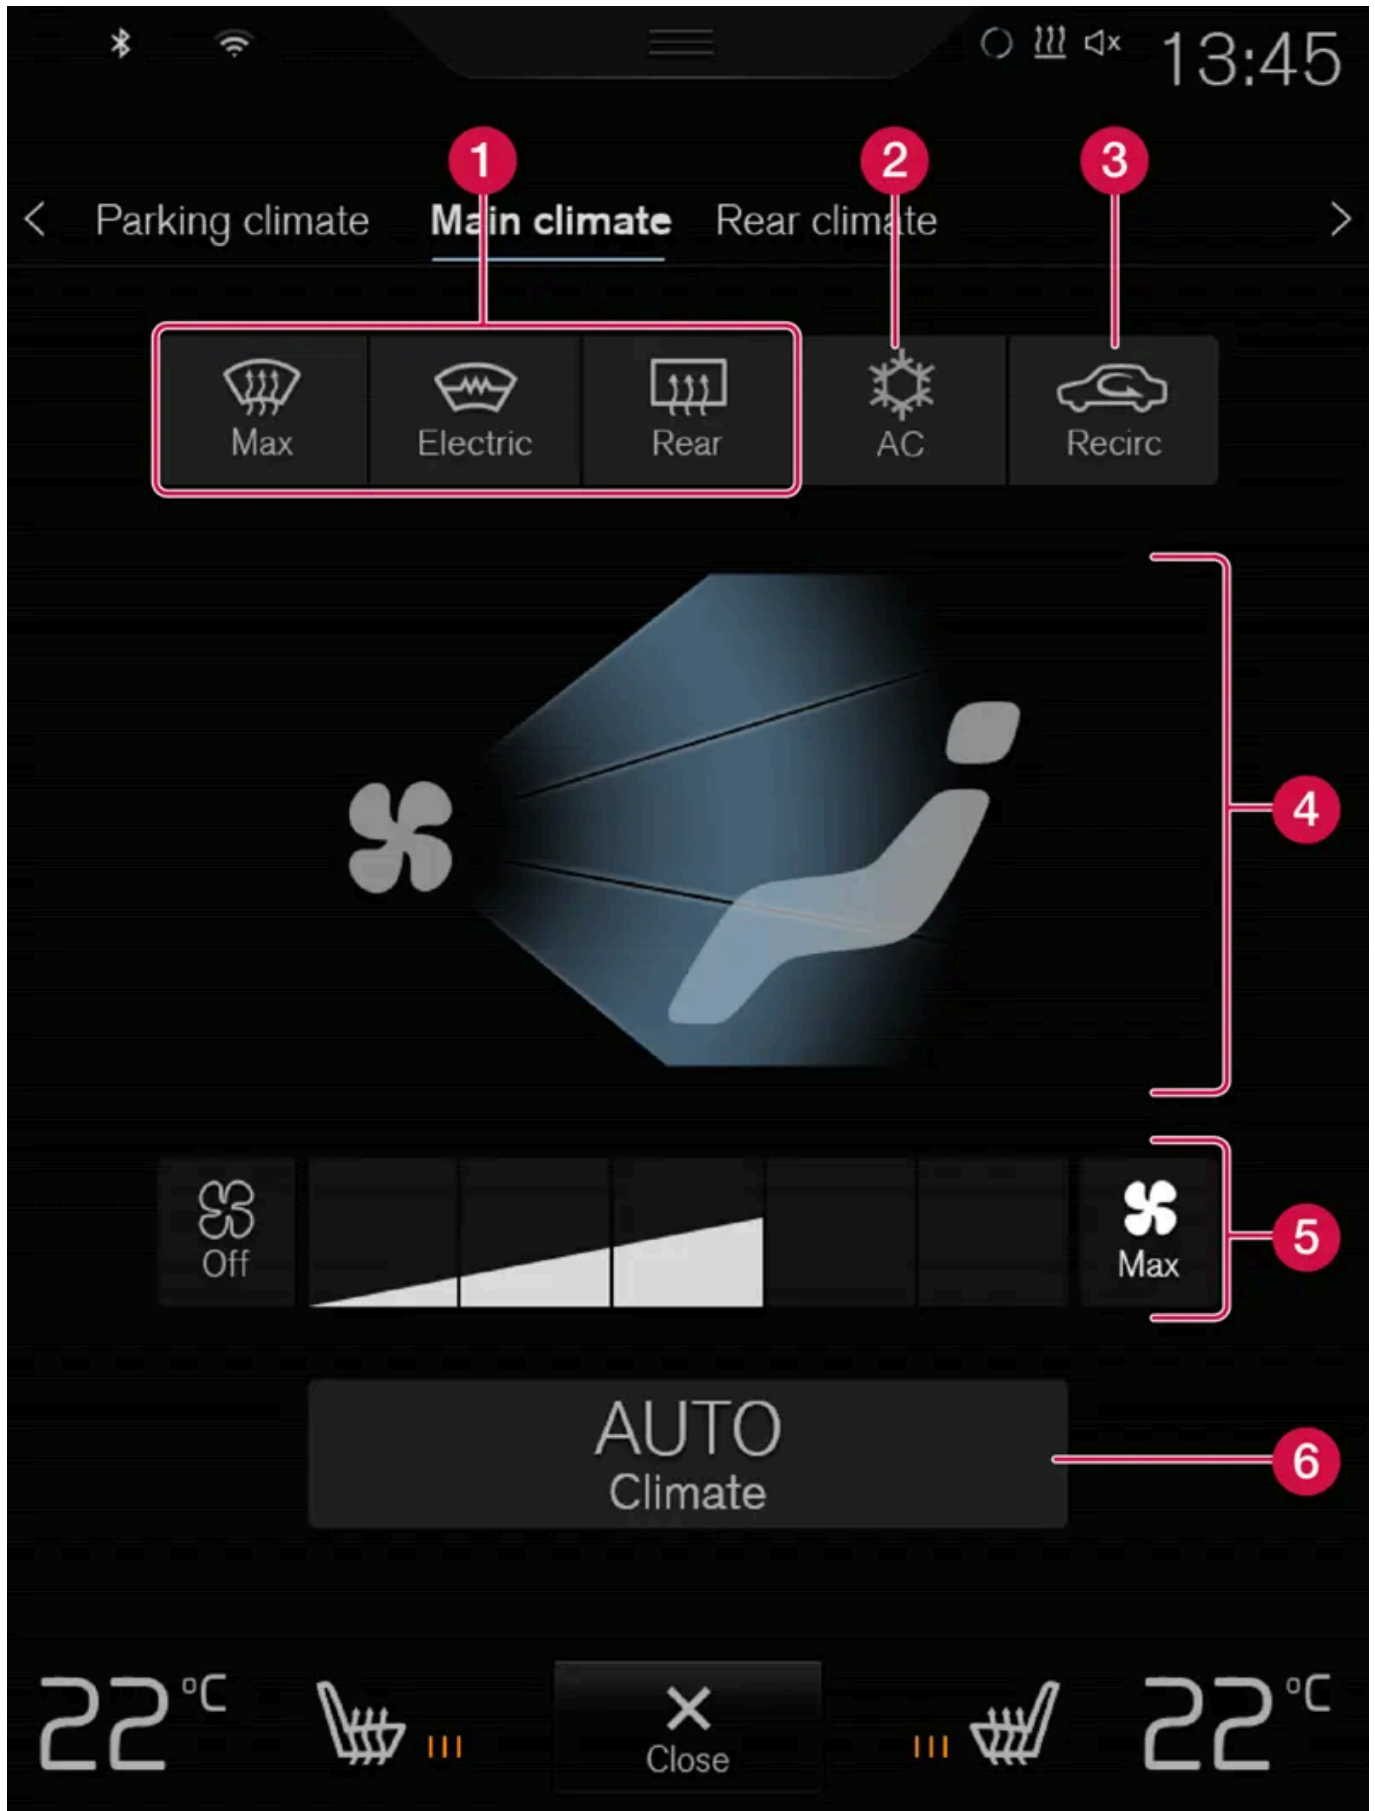 13:45
1 2 3
Parking climate Main climate Rear climate
Max Electric Rear AC Recirc
4
Off Max
5
AUTO
Climate
6
22°C 22°C
Close